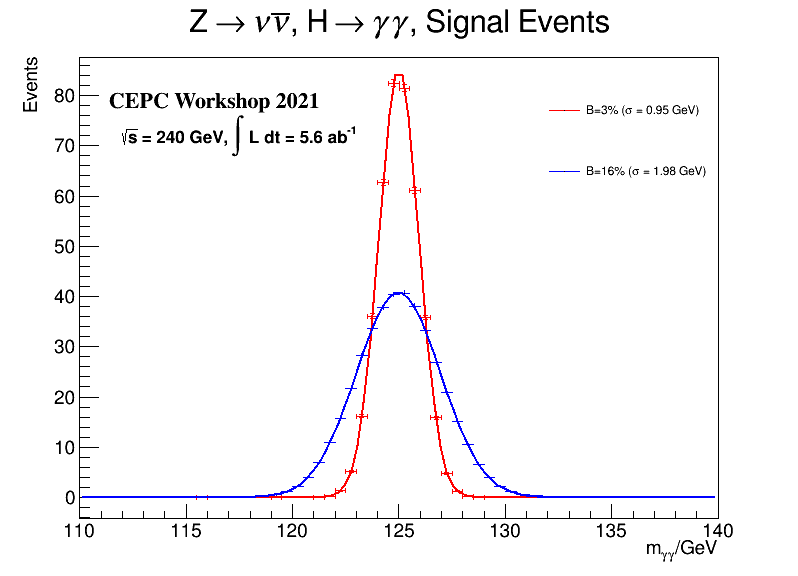 Z → νν̅, H → γγ, Signal Events
Events
CEPC Workshop 2021
√s = 240 GeV, ∫ L dt = 5.6 ab⁻¹
B=3% (σ = 0.95 GeV)
B=16% (σ = 1.98 GeV)
80
70
60
50
40
30
20
10
0
110 115 120 125 130 135 140
m_γγ/GeV